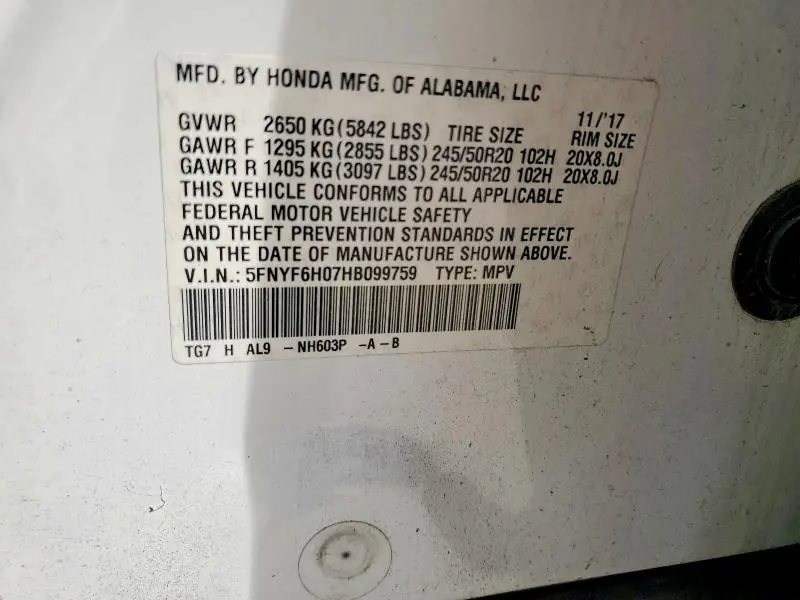 MFD. BY HONDA MFG. OF ALABAMA, LLC
11/'17
GVWR 2650 KG(5842 LBS) TIRE SIZE RIM SIZE
GAWR F 1295 KG(2855 LBS) 245/50R20 102H 20X8.0J
GAWR R 1405 KG(3097 LBS) 245/50R20 102H 20X8.0J
THIS VEHICLE CONFORMS TO ALL APPLICABLE
FEDERAL MOTOR VEHICLE SAFETY
AND THEFT PREVENTION STANDARDS IN EFFECT
ON THE DATE OF MANUFACTURE SHOWN ABOVE.
V.I.N.: 5FNYF6H07HB099759 TYPE: MPV
TG7 H AL9 -NH603P -A-B